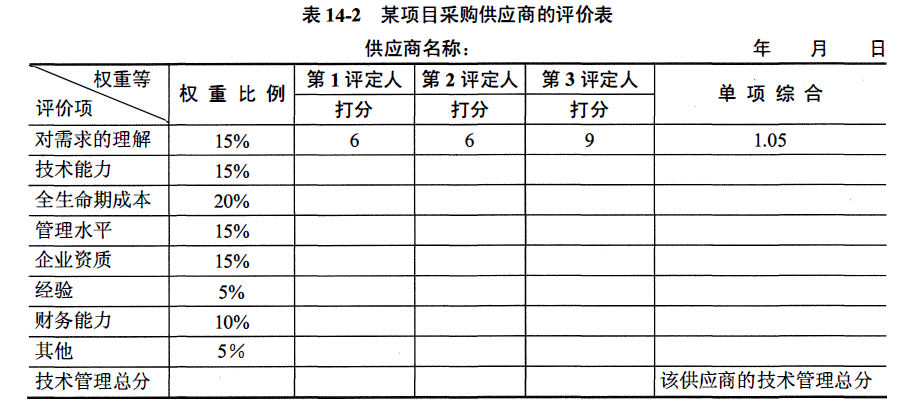 表 14-2 某项目采购供应商的评价表
供应商名称： 年 月 日
权重等
评价项
权重比例
第1评定人 第2评定人 第3评定人
打分 打分 打分
单项综合
对需求的理解 15% 6 6 9 1.05
技术能力 15%
全生命期成本 20%
管理水平 15%
企业资质 15%
经验 5%
财务能力 10%
其他 5%
技术管理总分 该供应商的技术管理总分